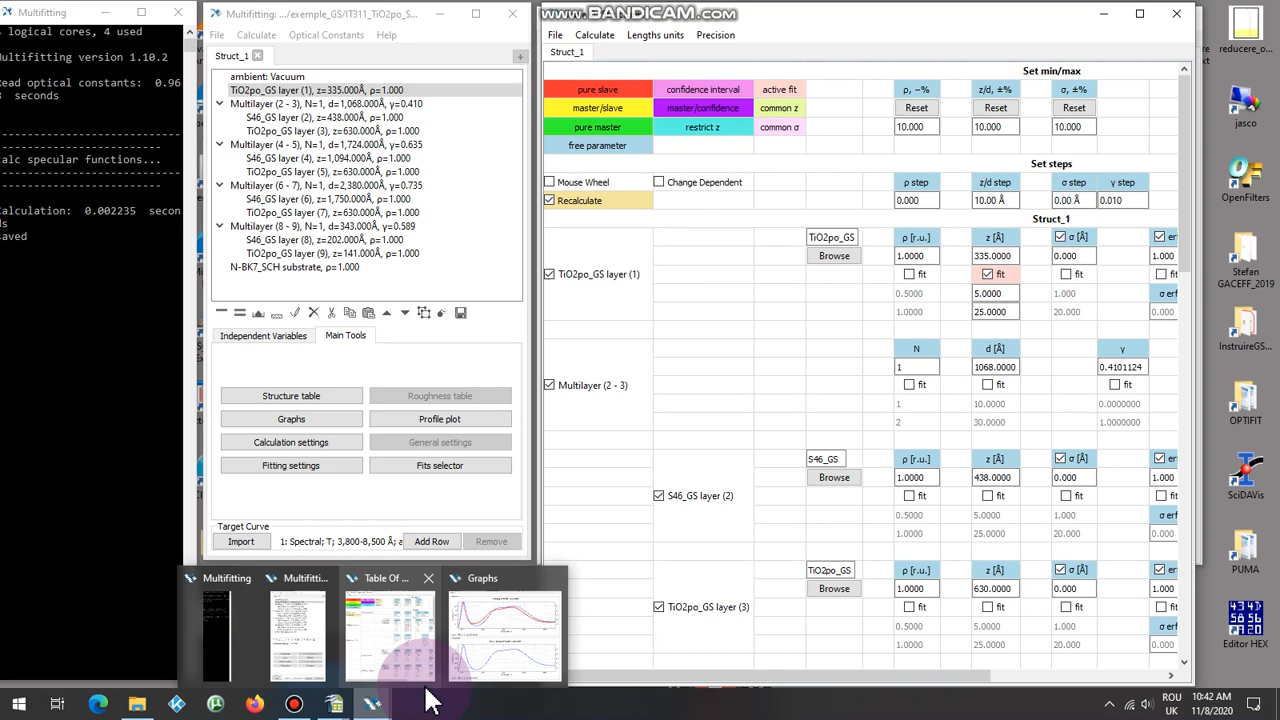 Multifitting
logical cores, 4 used
Multifitting version 1.10.2
Read optical constants:  0.96
8  seconds
calc specular functions...
Calculation:  0.002235  secon
ds
saved
Multifitting: .../exemple_GS/IT311_TiO2po_S...
File Calculate Optical Constants Help
Struct_1
ambient: Vacuum
TiO2po_GS layer (1), z=335.000Å, ρ=1.000
Multilayer (2 - 3), N=1, d=1,068.000Å, γ=0.410
S46_GS layer (2), z=438.000Å, ρ=1.000
TiO2po_GS layer (3), z=630.000Å, ρ=1.000
Multilayer (4 - 5), N=1, d=1,724.000Å, γ=0.635
S46_GS layer (4), z=1,094.000Å, ρ=1.000
TiO2po_GS layer (5), z=630.000Å, ρ=1.000
Multilayer (6 - 7), N=1, d=2,380.000Å, γ=0.735
S46_GS layer (6), z=1,750.000Å, ρ=1.000
TiO2po_GS layer (7), z=630.000Å, ρ=1.000
Multilayer (8 - 9), N=1, d=343.000Å, γ=0.589
S46_GS layer (8), z=202.000Å, ρ=1.000
TiO2po_GS layer (9), z=141.000Å, ρ=1.000
N-BK7_SCH substrate, ρ=1.000
Independent Variables Main Tools
Structure table Roughness table
Graphs Profile plot
Calculation settings General settings
Fitting settings Fits selector
Target Curve
Import 1: Spectral; T; 3,800-8,500 Å; a Add Row Remove
www.BANDICAM.com
File Calculate Lengths units Precision
Struct_1
Set min/max
pure slave confidence interval active fit ρ, −% z/d, ±% σ, ±%
master/slave master/confidence common z Reset Reset Reset
pure master restrict z common σ 10.000 10.000 10.000
free parameter
Set steps
Mouse Wheel Change Dependent ρ step z/d step σ step γ step
Recalculate 0.000 10.00 Å 0.00 Å 0.010
Struct_1
TiO2po_GS ρ [r.u.] z [Å] σ [Å] er
Browse 1.0000 335.0000 0.000 1.000
TiO2po_GS layer (1) fit fit fit
0.5000 5.0000 1.000 σ erf
1.0000 25.0000 20.000 0.000
N d [Å] γ
1 1068.0000 0.4101124
Multilayer (2 - 3) fit fit fit
1 10.0000 0.0000000
2 30.0000 1.0000000
S46_GS ρ [r.u.] z [Å] σ [Å] er
Browse 1.0000 438.0000 0.000 1.000
S46_GS layer (2) fit fit fit
0.5000 5.0000 1.000 σ erf
1.0000 25.0000 20.000 0.000
TiO2po_GS ρ [r.u.] z [Å] σ [Å] er
Browse 1.0000 630.0000 0.000 1.000
TiO2po_GS layer (3) fit fit fit
0.5000 5.0000 1.000 σ erf
1.0000 25.0000 20.000 0.000
Multifitting Multifitti... Table Of ... Graphs
reducere_o...
jasco
OpenFilters
Stefan
GACEFF_2019
InstruireGS...
OPTIFIT
SciDAVis
PUMA
Editor HEX
ROU
UK
10:42 AM
11/8/2020